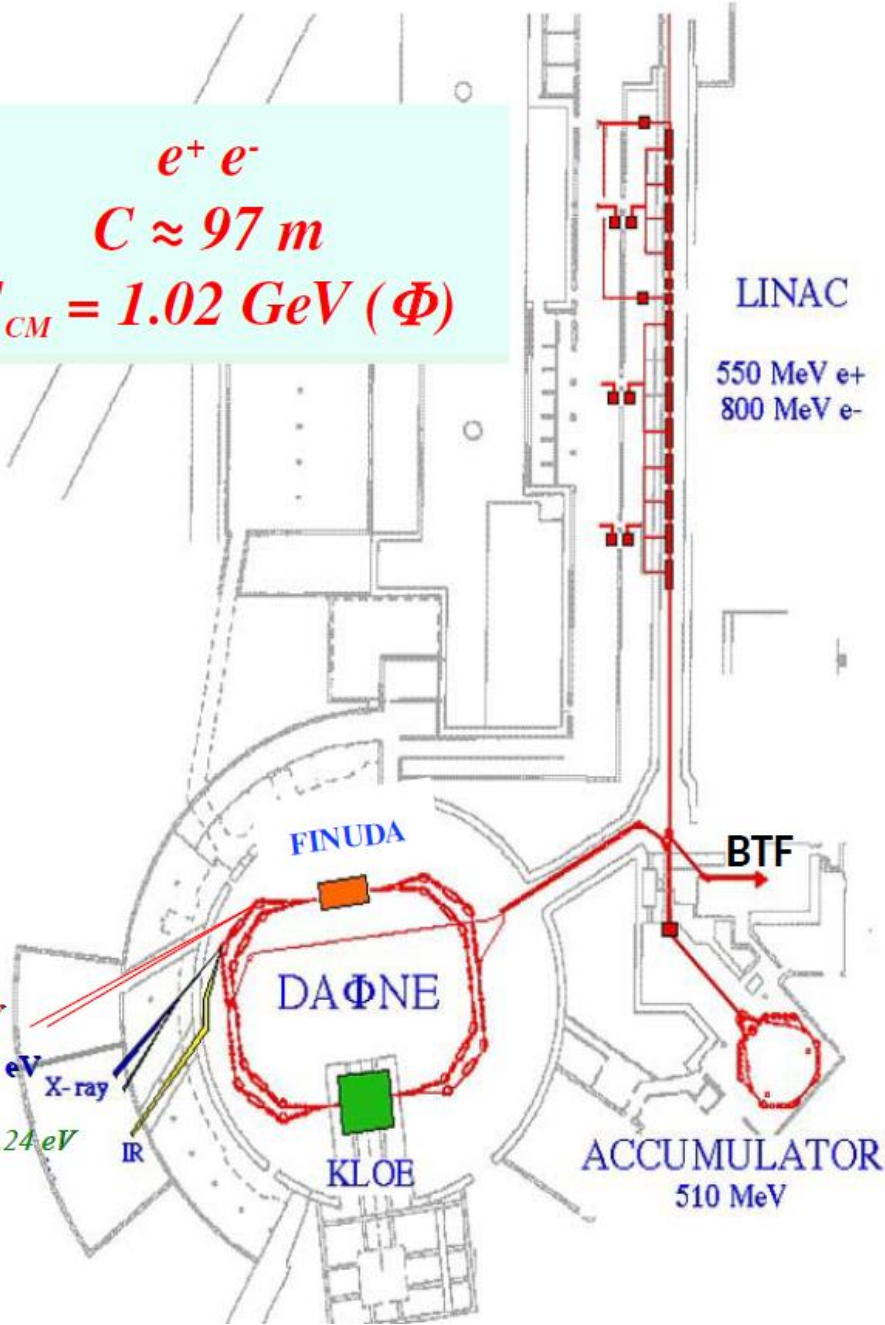 e⁺ e⁻
C ≈ 97 m
CM = 1.02 GeV (Φ)
LINAC
550 MeV e+
800 MeV e-
BTF
FINUDA
DAΦNE
eV
X-ray
24 eV
IR
KLOE
ACCUMULATOR
510 MeV